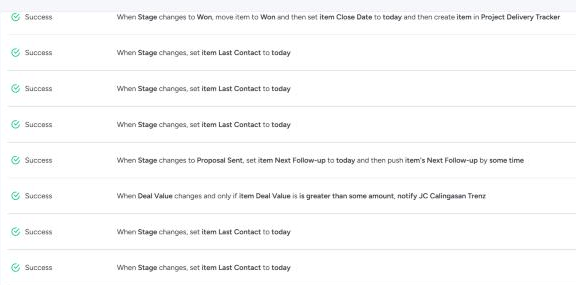 Success When Stage changes to Won, move item to Won and then set item Close Date to today and then create item in Project Delivery Tracker
Success When Stage changes, set item Last Contact to today
Success When Stage changes, set item Last Contact to today
Success When Stage changes, set item Last Contact to today
Success When Stage changes to Proposal Sent, set item Next Follow-up to today and then push item's Next Follow-up by some time
Success When Deal Value changes and only if item Deal Value is is greater than some amount, notify JC Calingasan Trenz
Success When Stage changes, set item Last Contact to today
Success When Stage changes, set item Last Contact to today